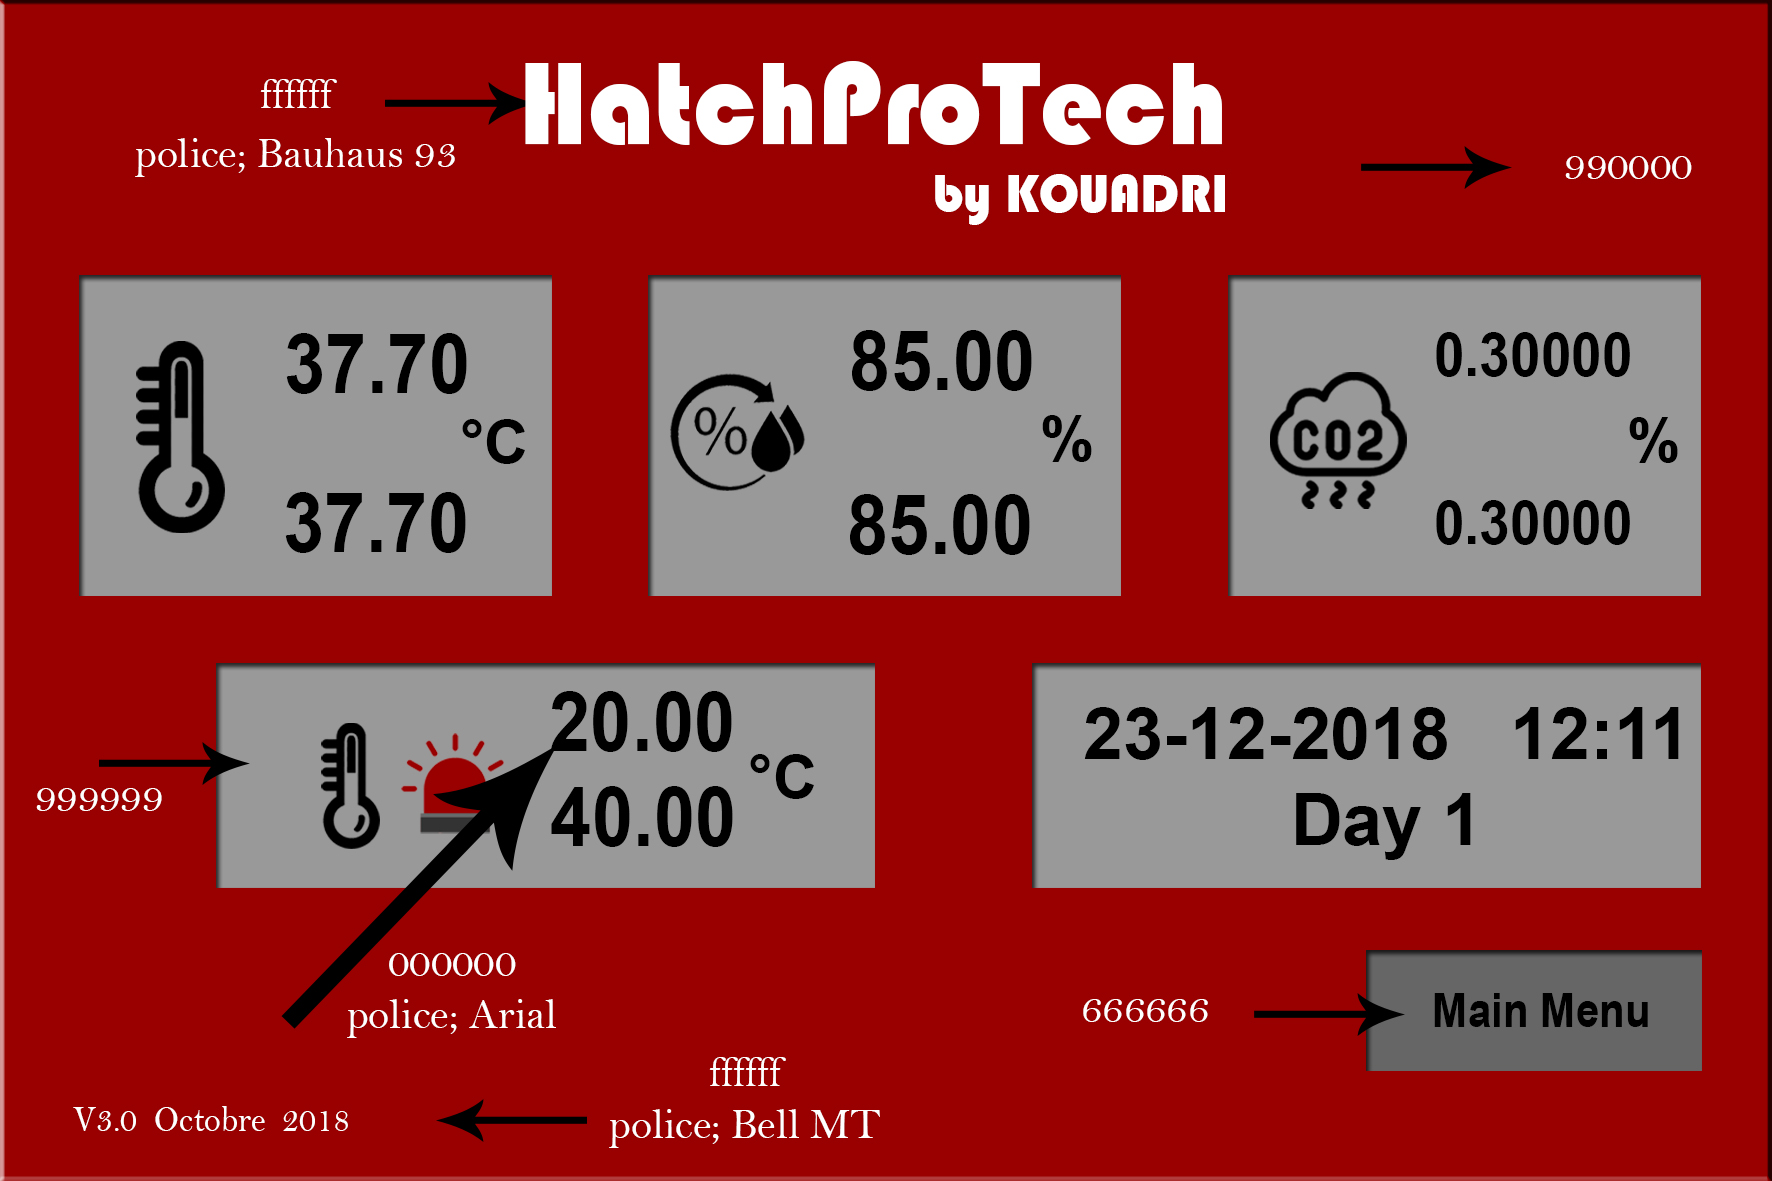 ffffff
police; Bauhaus 93
HatchProTech
by KOUADRI
990000
37.70
°C
37.70
%
85.00
%
85.00
CO2
0.30000
%
0.30000
999999
20.00
°C
40.00
23-12-2018 12:11
Day 1
000000
police; Arial
666666
Main Menu
ffffff
police; Bell MT
V3.0 Octobre 2018